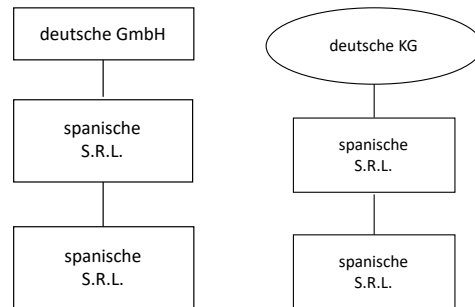 deutsche GmbH
spanische
S.R.L.
spanische
S.R.L.
deutsche KG
spanische
S.R.L.
spanische
S.R.L.